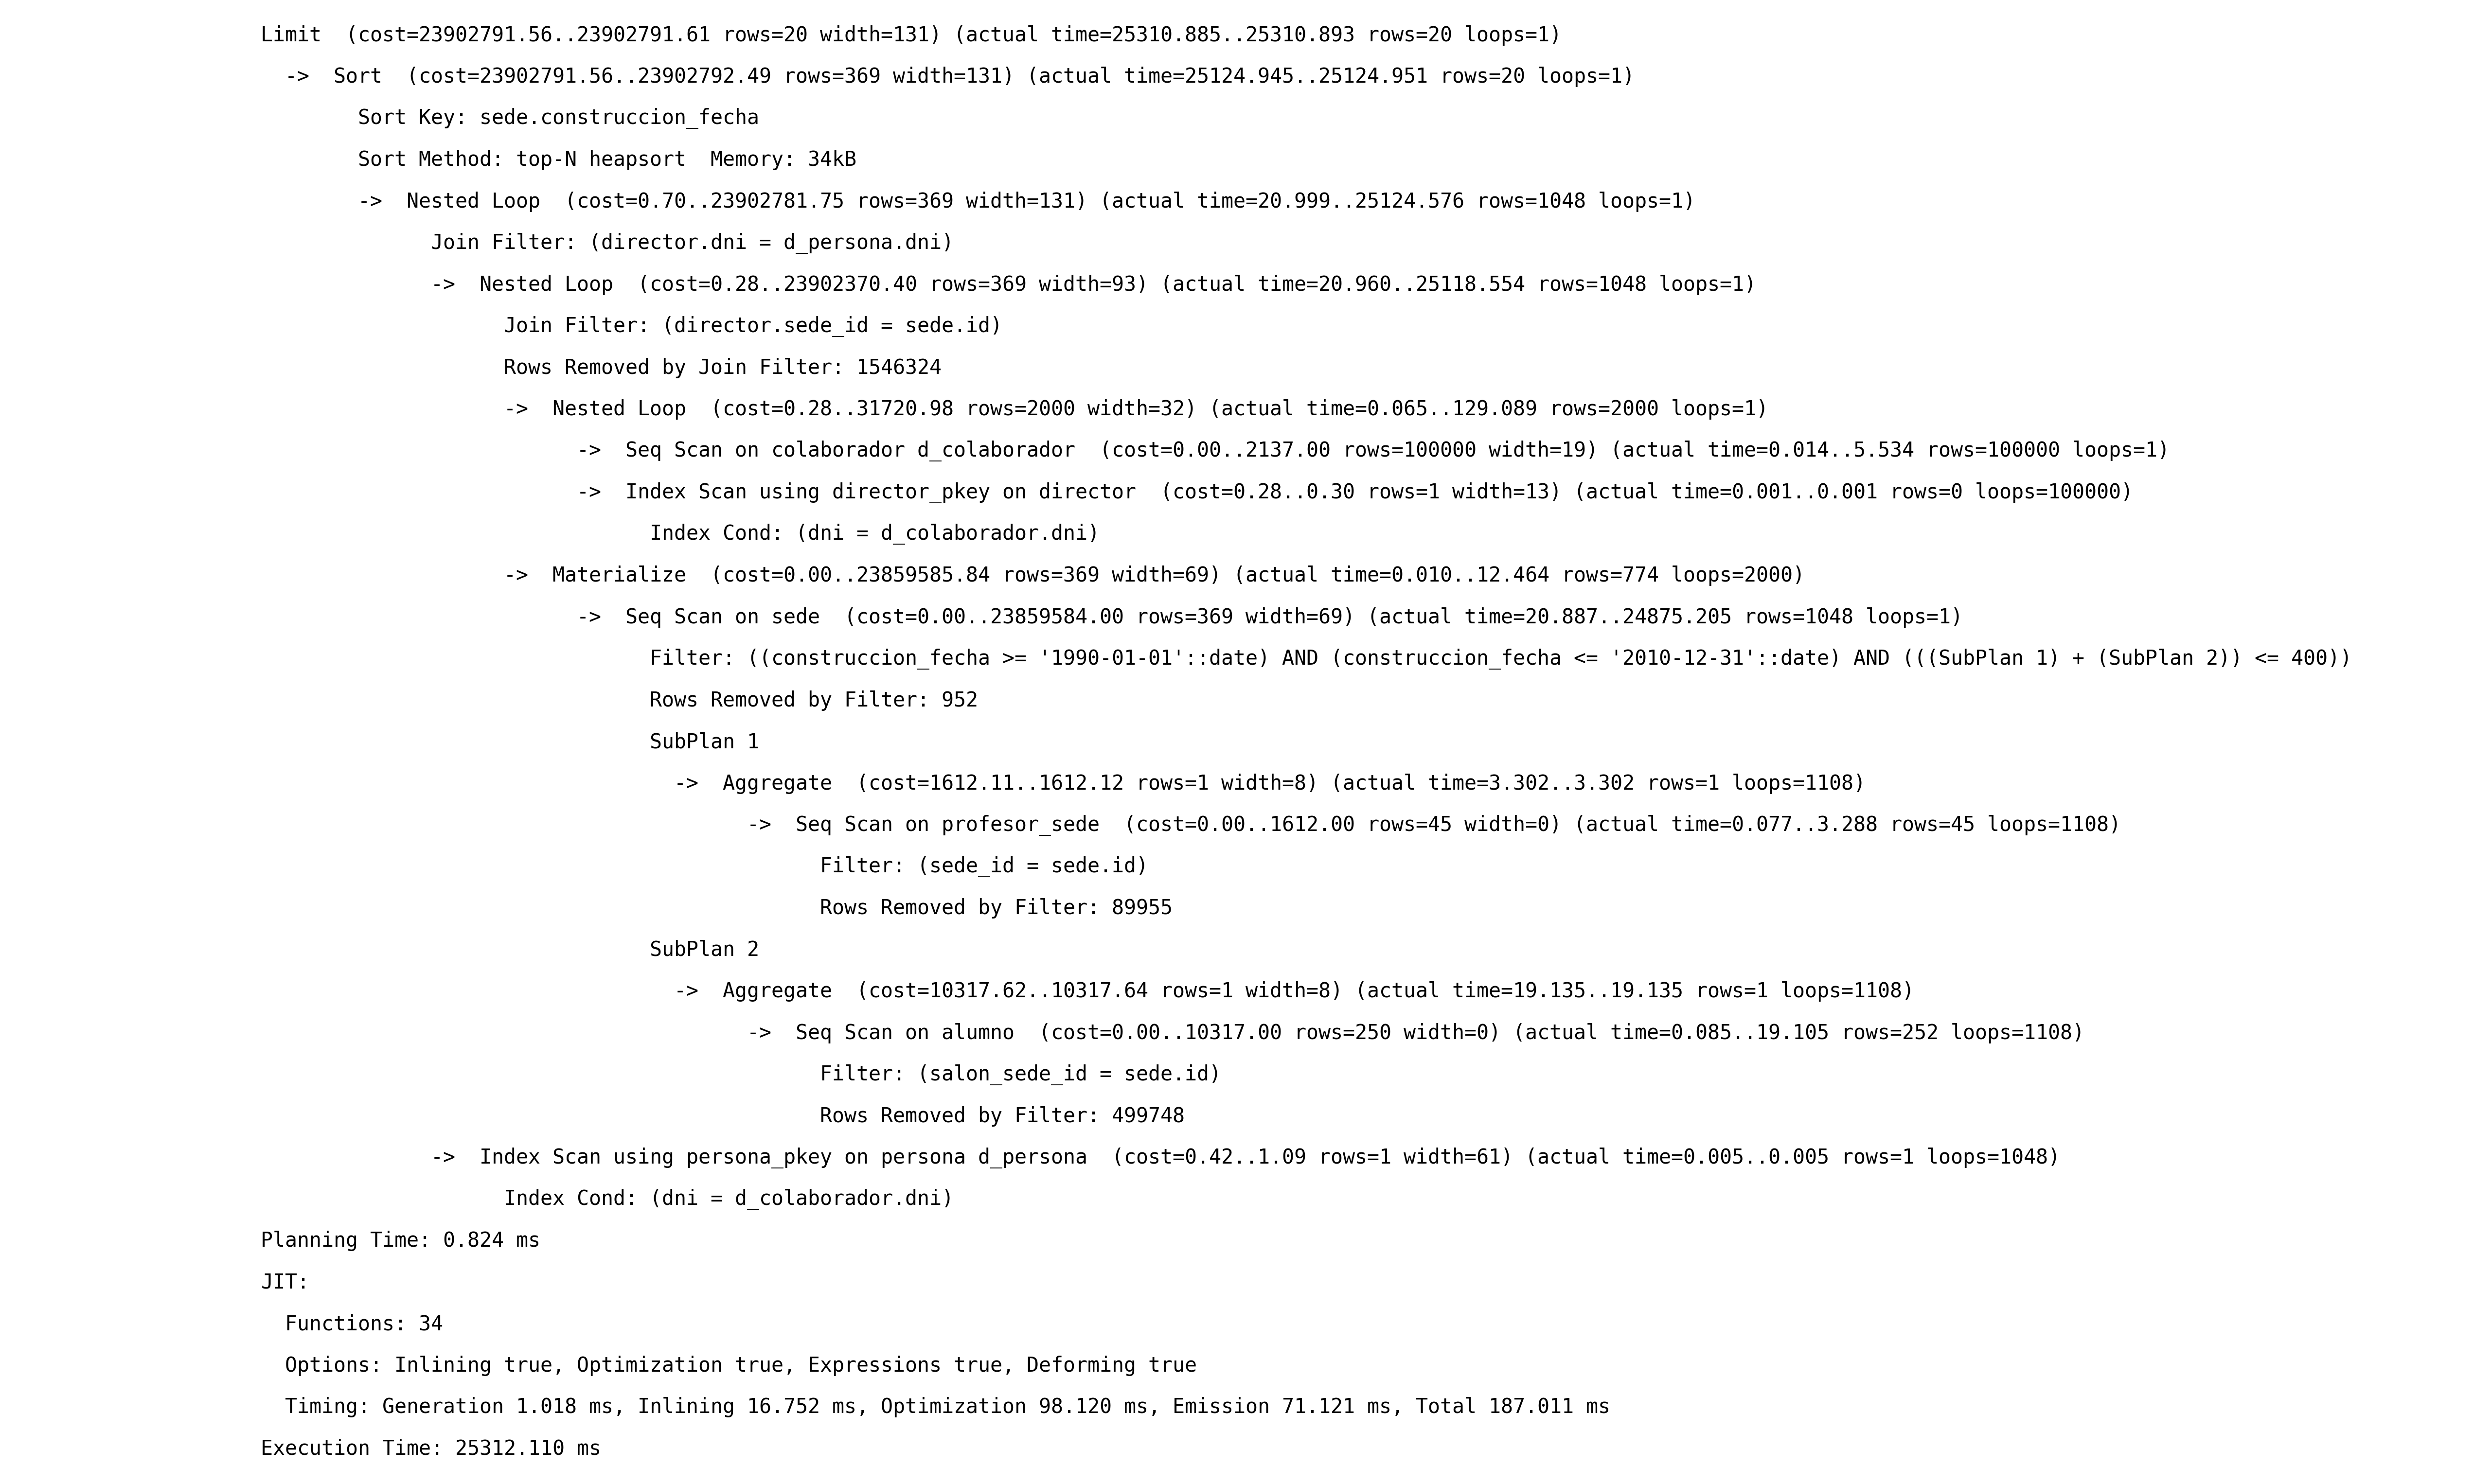 Limit  (cost=23902791.56..23902791.61 rows=20 width=131) (actual time=25310.885..25310.893 rows=20 loops=1)
->  Sort  (cost=23902791.56..23902792.49 rows=369 width=131) (actual time=25124.945..25124.951 rows=20 loops=1)
Sort Key: sede.construccion_fecha
Sort Method: top-N heapsort  Memory: 34kB
->  Nested Loop  (cost=0.70..23902781.75 rows=369 width=131) (actual time=20.999..25124.576 rows=1048 loops=1)
Join Filter: (director.dni = d_persona.dni)
->  Nested Loop  (cost=0.28..23902370.40 rows=369 width=93) (actual time=20.960..25118.554 rows=1048 loops=1)
Join Filter: (director.sede_id = sede.id)
Rows Removed by Join Filter: 1546324
->  Nested Loop  (cost=0.28..31720.98 rows=2000 width=32) (actual time=0.065..129.089 rows=2000 loops=1)
->  Seq Scan on colaborador d_colaborador  (cost=0.00..2137.00 rows=100000 width=19) (actual time=0.014..5.534 rows=100000 loops=1)
->  Index Scan using director_pkey on director  (cost=0.28..0.30 rows=1 width=13) (actual time=0.001..0.001 rows=0 loops=100000)
Index Cond: (dni = d_colaborador.dni)
->  Materialize  (cost=0.00..23859585.84 rows=369 width=69) (actual time=0.010..12.464 rows=774 loops=2000)
->  Seq Scan on sede  (cost=0.00..23859584.00 rows=369 width=69) (actual time=20.887..24875.205 rows=1048 loops=1)
Filter: ((construccion_fecha >= '1990-01-01'::date) AND (construccion_fecha <= '2010-12-31'::date) AND (((SubPlan 1) + (SubPlan 2)) <= 400))
Rows Removed by Filter: 952
SubPlan 1
->  Aggregate  (cost=1612.11..1612.12 rows=1 width=8) (actual time=3.302..3.302 rows=1 loops=1108)
->  Seq Scan on profesor_sede  (cost=0.00..1612.00 rows=45 width=0) (actual time=0.077..3.288 rows=45 loops=1108)
Filter: (sede_id = sede.id)
Rows Removed by Filter: 89955
SubPlan 2
->  Aggregate  (cost=10317.62..10317.64 rows=1 width=8) (actual time=19.135..19.135 rows=1 loops=1108)
->  Seq Scan on alumno  (cost=0.00..10317.00 rows=250 width=0) (actual time=0.085..19.105 rows=252 loops=1108)
Filter: (salon_sede_id = sede.id)
Rows Removed by Filter: 499748
->  Index Scan using persona_pkey on persona d_persona  (cost=0.42..1.09 rows=1 width=61) (actual time=0.005..0.005 rows=1 loops=1048)
Index Cond: (dni = d_colaborador.dni)
Planning Time: 0.824 ms
JIT:
Functions: 34
Options: Inlining true, Optimization true, Expressions true, Deforming true
Timing: Generation 1.018 ms, Inlining 16.752 ms, Optimization 98.120 ms, Emission 71.121 ms, Total 187.011 ms
Execution Time: 25312.110 ms